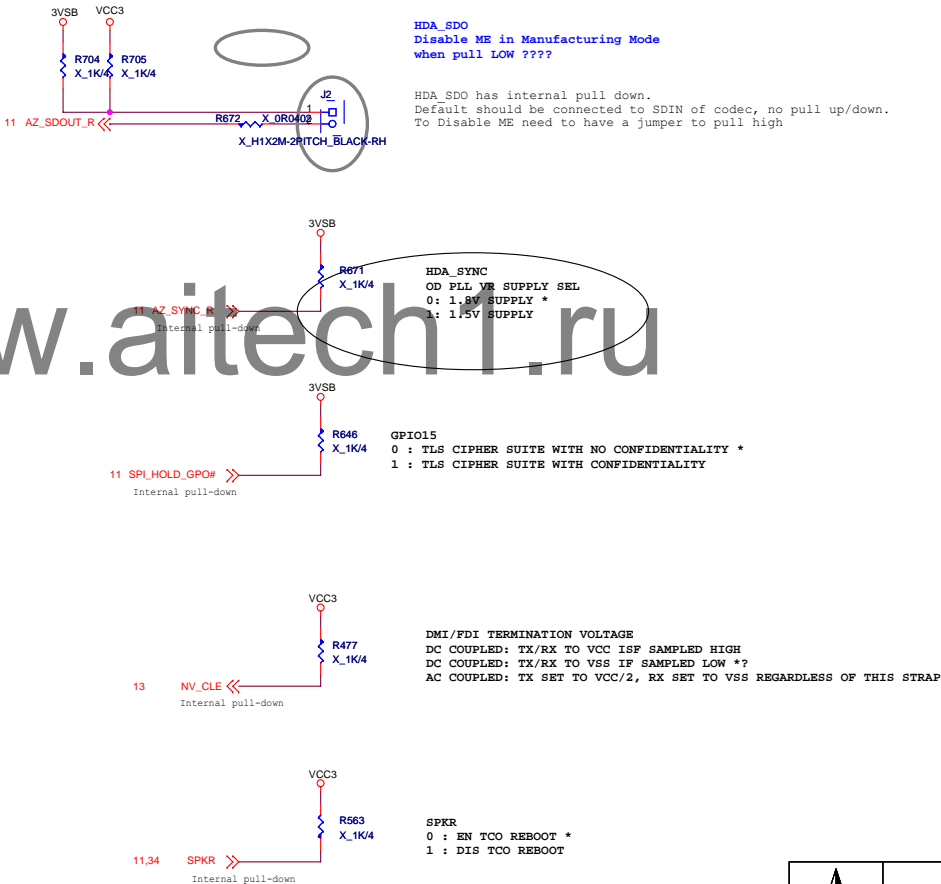 3VSB VCC3
R704 R705
X_1K/4 X_1K/4
11 AZ_SDOUT_R
R672 X_0R0402
J2
1
2
X_H1X2M-2PITCH_BLACK-RH
HDA_SDO
Disable ME in Manufacturing Mode
when pull LOW ????
HDA_SDO has internal pull down.
Default should be connected to SDIN of codec, no pull up/down.
To Disable ME need to have a jumper to pull high
3VSB
R671
X_1K/4
11 AZ_SYNC_R
Internal pull-down
HDA_SYNC
OD PLL VR SUPPLY SEL
0: 1.8V SUPPLY *
1: 1.5V SUPPLY
w.aitech1.ru
3VSB
R646
X_1K/4
11 SPI_HOLD_GPO#
Internal pull-down
GPIO15
0 : TLS CIPHER SUITE WITH NO CONFIDENTIALITY *
1 : TLS CIPHER SUITE WITH CONFIDENTIALITY
VCC3
R477
X_1K/4
13 NV_CLE
Internal pull-down
DMI/FDI TERMINATION VOLTAGE
DC COUPLED: TX/RX TO VCC ISF SAMPLED HIGH
DC COUPLED: TX/RX TO VSS IF SAMPLED LOW *?
AC COUPLED: TX SET TO VCC/2, RX SET TO VSS REGARDLESS OF THIS STRAP
VCC3
R563
X_1K/4
11,34 SPKR
Internal pull-down
SPKR
0 : EN TCO REBOOT *
1 : DIS TCO REBOOT